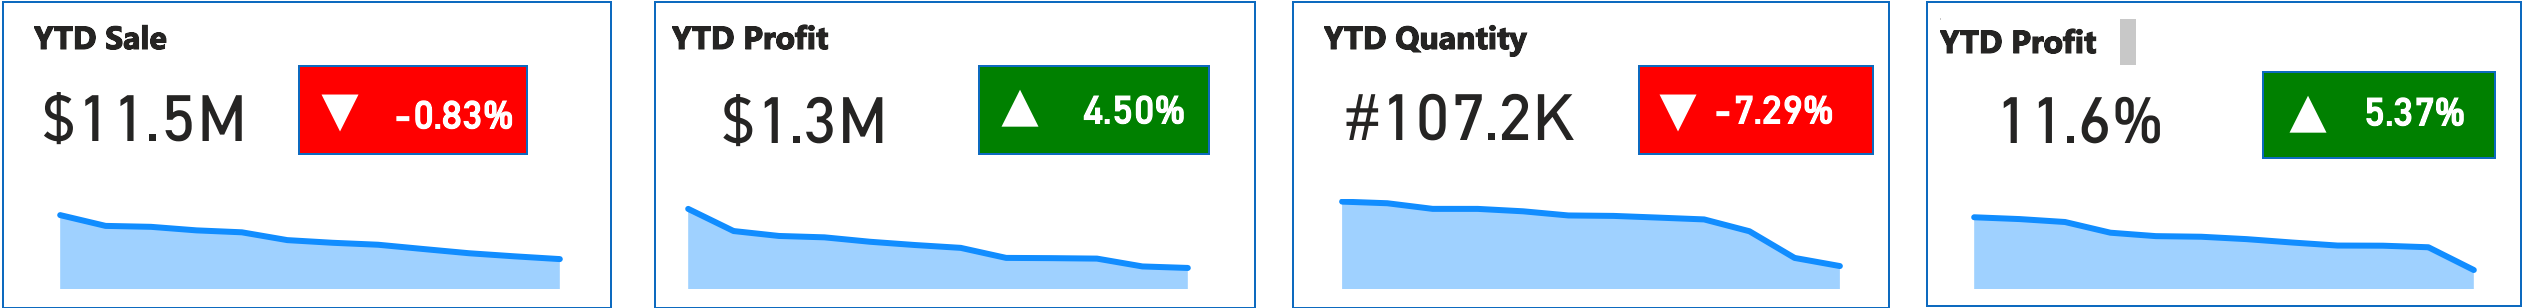 YTD Sale
$11.5M
▼ -0.83%
YTD Profit
$1.3M
▲ 4.50%
YTD Quantity
#107.2K
▼ -7.29%
YTD Profit
11.6%
▲ 5.37%